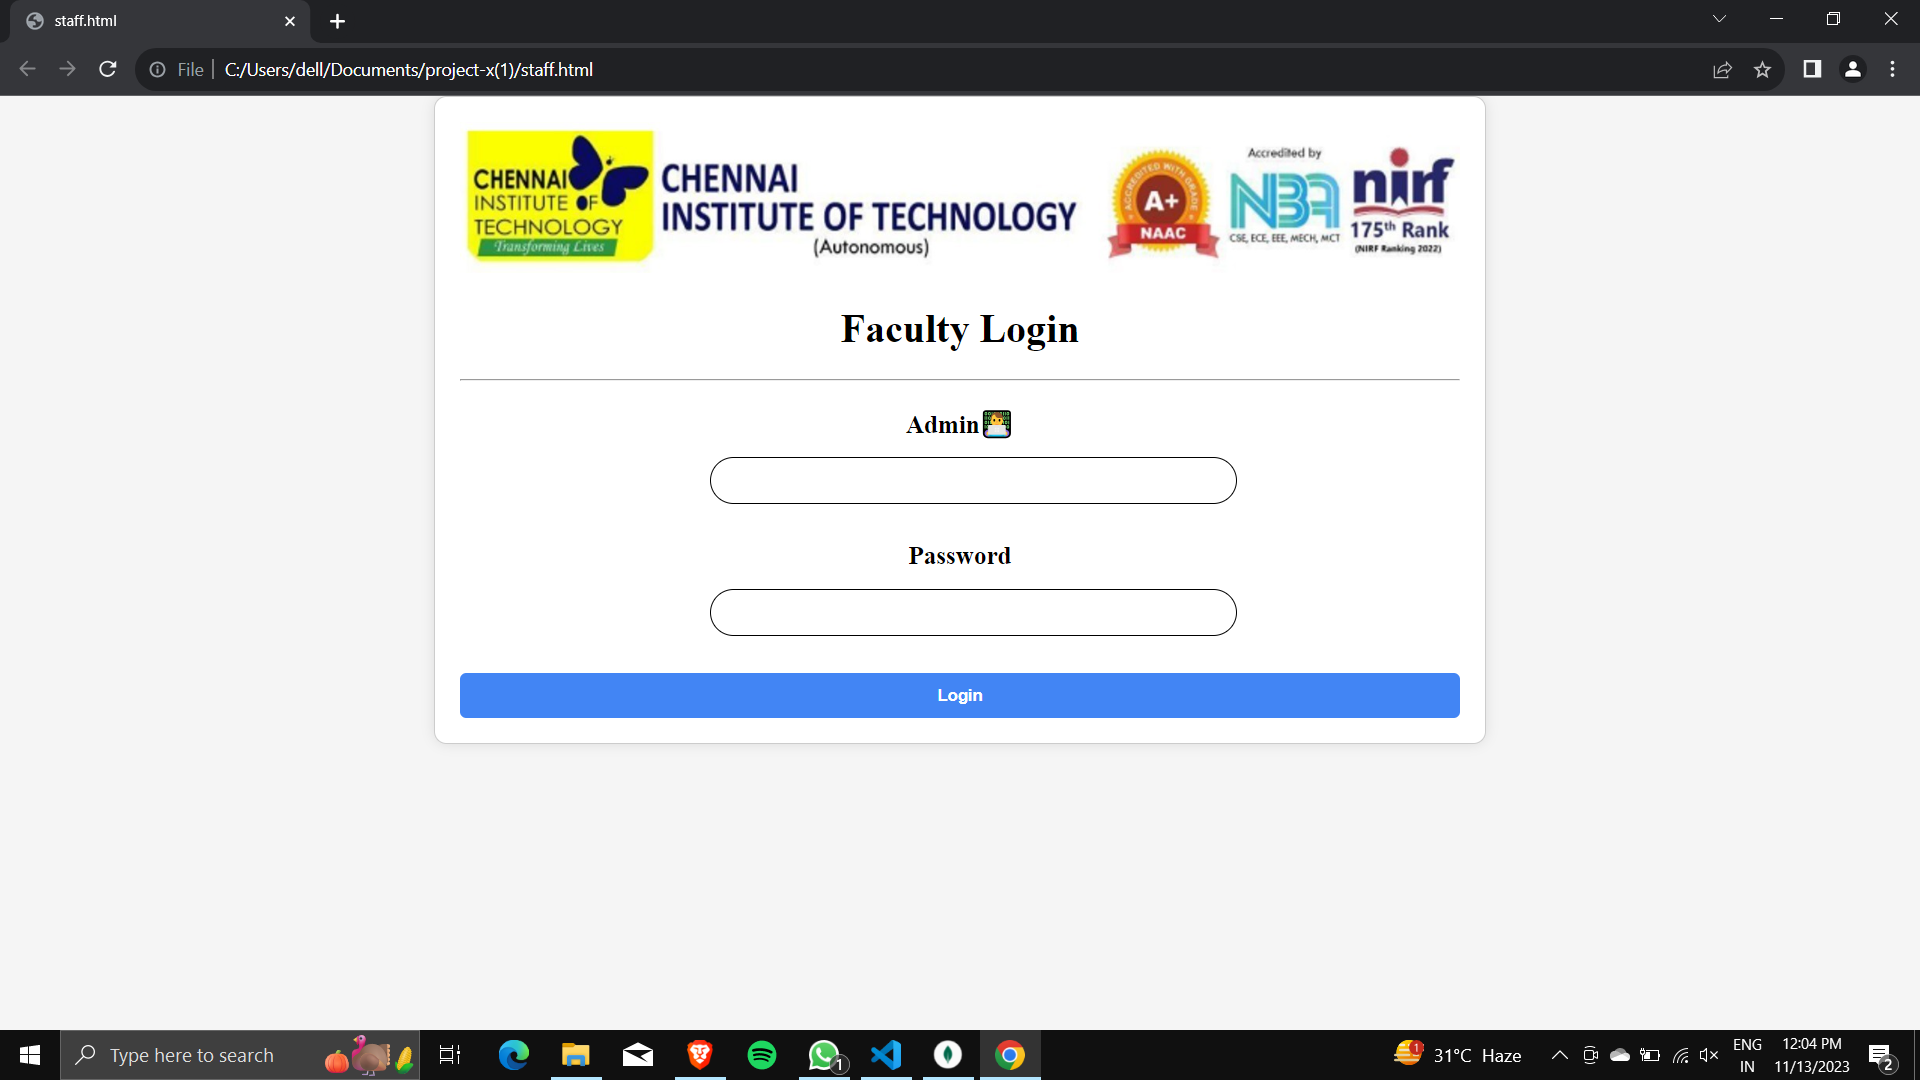 staff.html
File
C:/Users/dell/Documents/project-x(1)/staff.html
CHENNAI
INSTITUTE OF
TECHNOLOGY
Transforming Lives
CHENNAI
INSTITUTE OF TECHNOLOGY
(Autonomous)
ACCREDITED WITH GRADE
A+
NAAC
Accredited by
NBA
CSE, ECE, EEE, MECH, MCT
nirf
175th Rank
(NIRF Ranking 2022)
Faculty Login
Admin
Password
Login
Type here to search
1
1
31°C Haze
ENG
IN
12:04 PM
11/13/2023
2